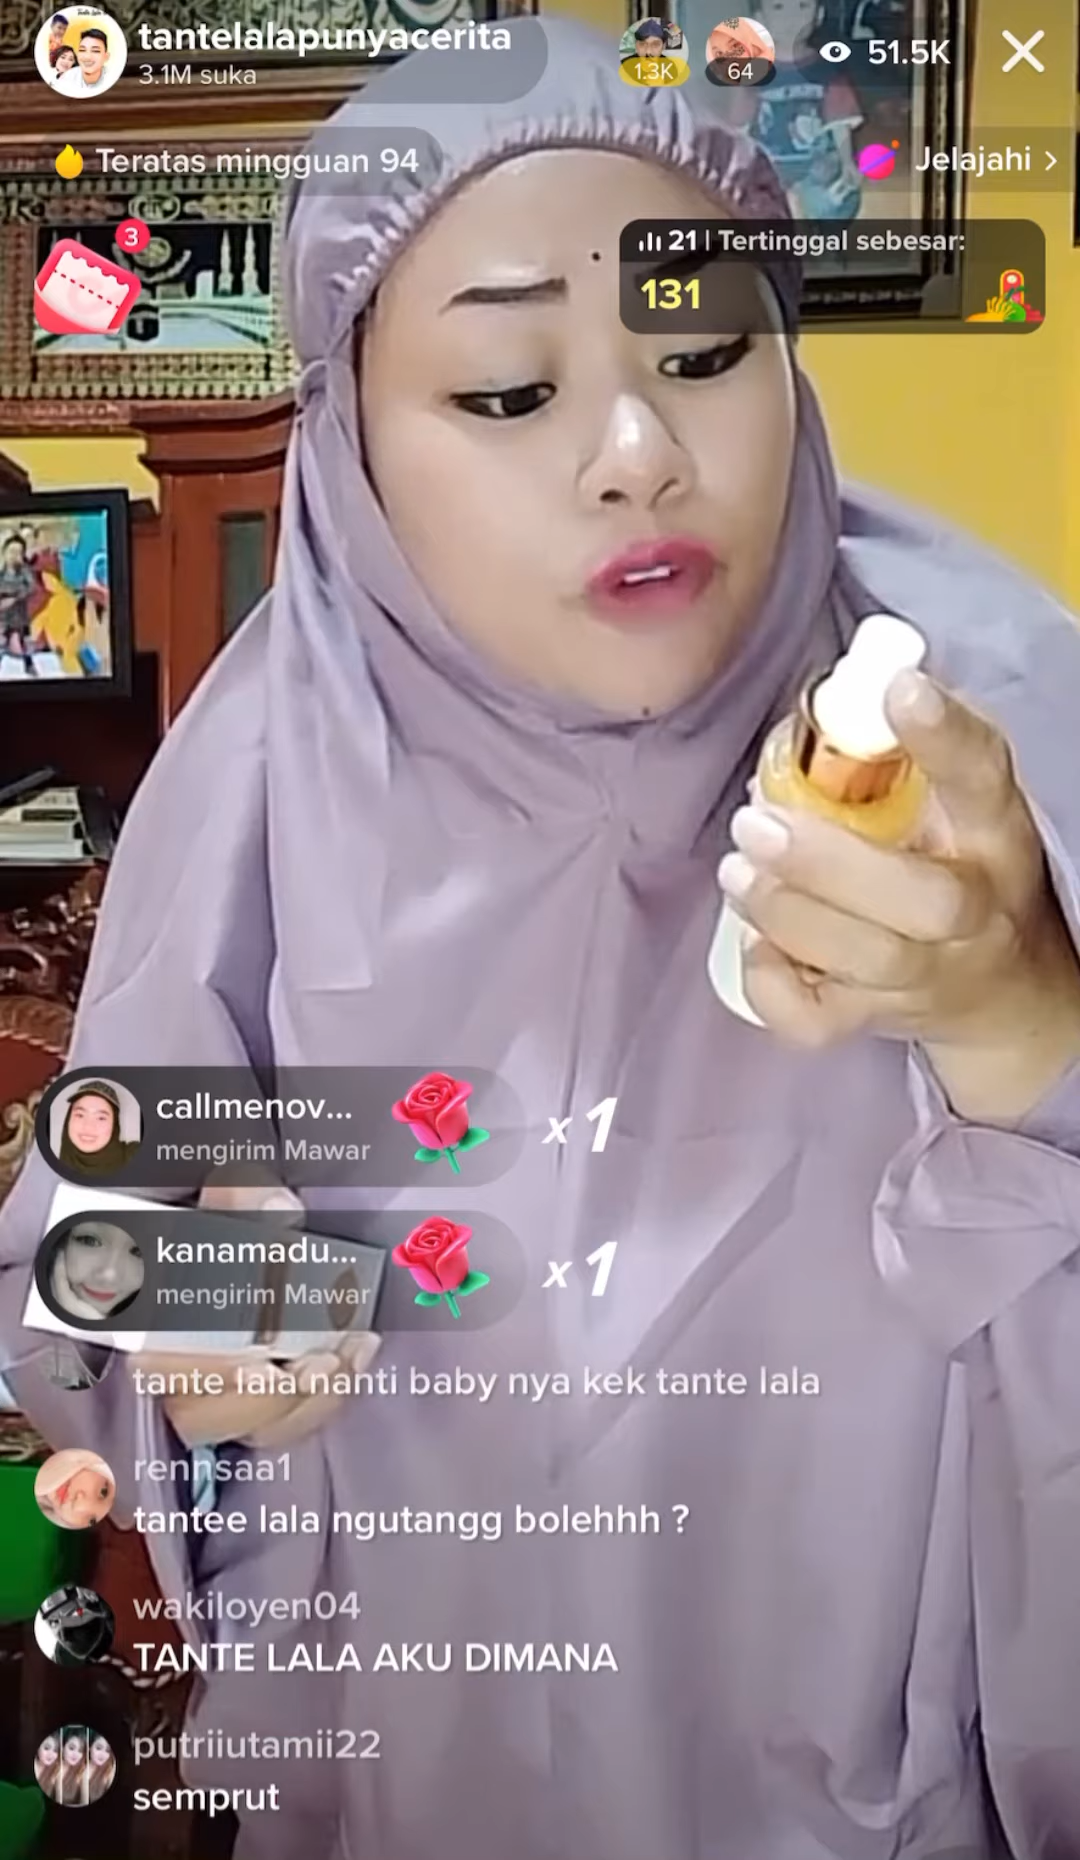 tantelalapunyacerita
3.1M suka
1.3K
64
51.5K
Teratas mingguan 94
Jelajahi >
3
21 | Tertinggal sebesar:
131
callmenov...
mengirim Mawar
x1
kanamadu...
mengirim Mawar
x1
tante lala nanti baby nya kek tante lala
rennsaa1
tantee lala ngutangg bolehhh ?
wakiloyen04
TANTE LALA AKU DIMANA
putriiutamii22
semprut